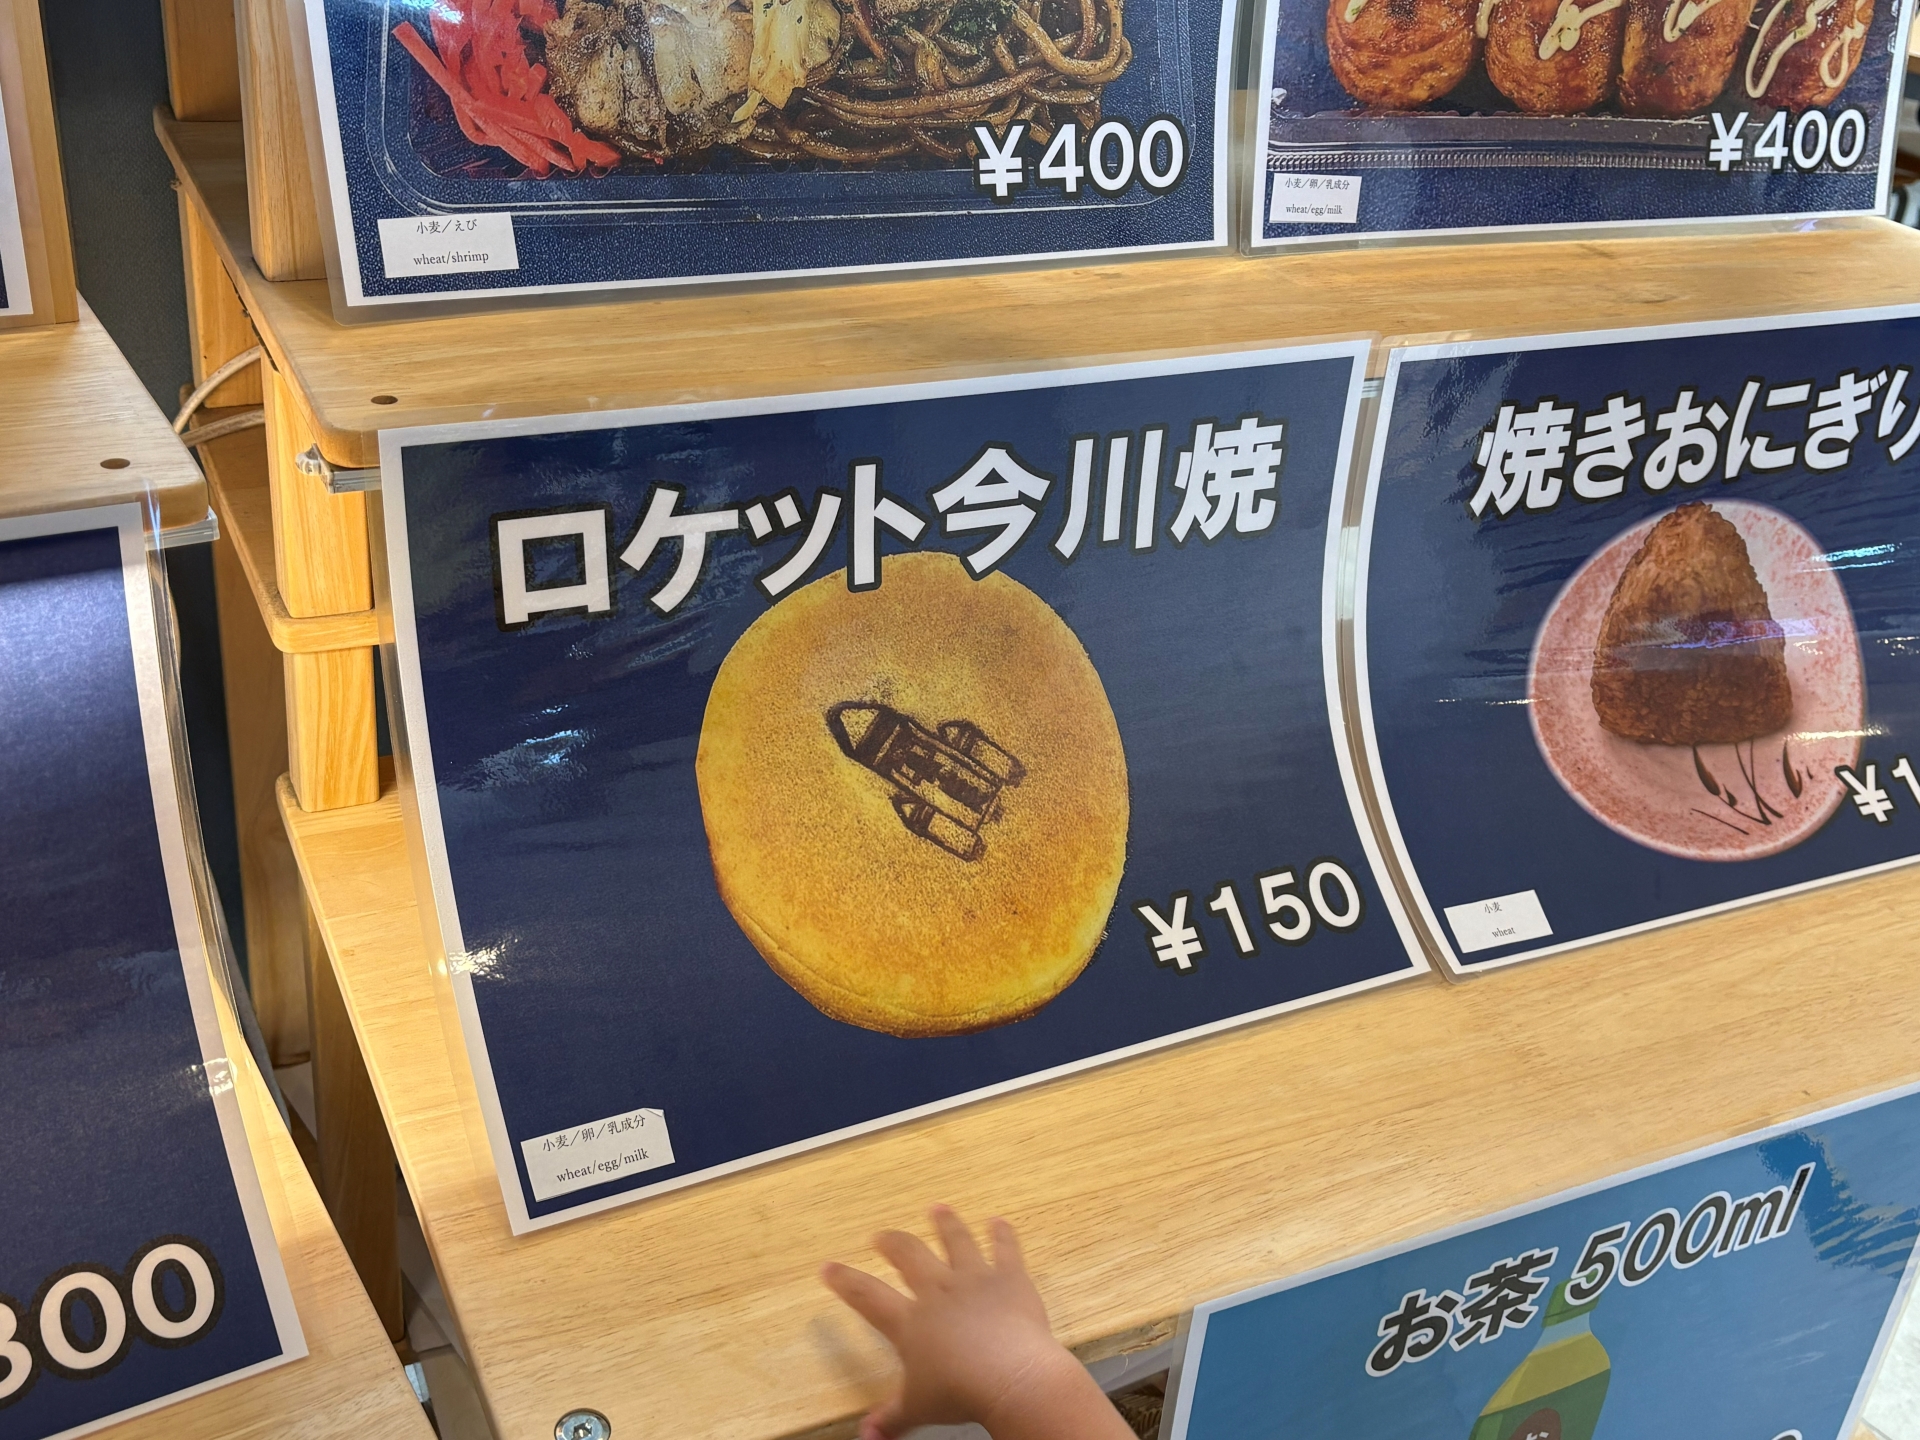 ¥400
小麦／えび
wheat/shrimp
¥400
小麦／卵／乳成分
wheat/egg/milk
ロケット今川焼
¥150
小麦／卵／乳成分
wheat/egg/milk
焼きおにぎり
¥1
小麦
wheat
300
お茶 500ml
お